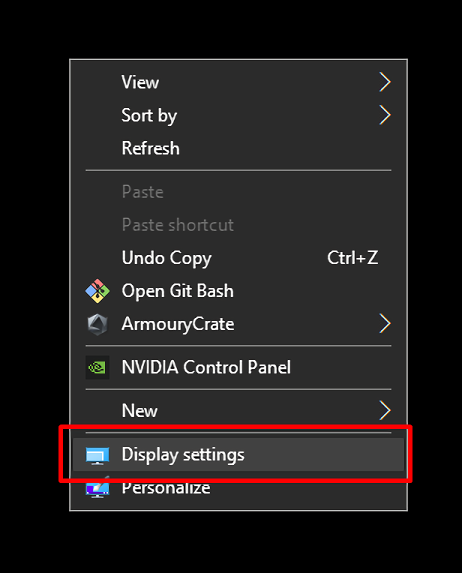 View
Sort by
Refresh
Paste
Paste shortcut
Undo Copy Ctrl+Z
Open Git Bash
ArmouryCrate
NVIDIA Control Panel
New
Display settings
Personalize